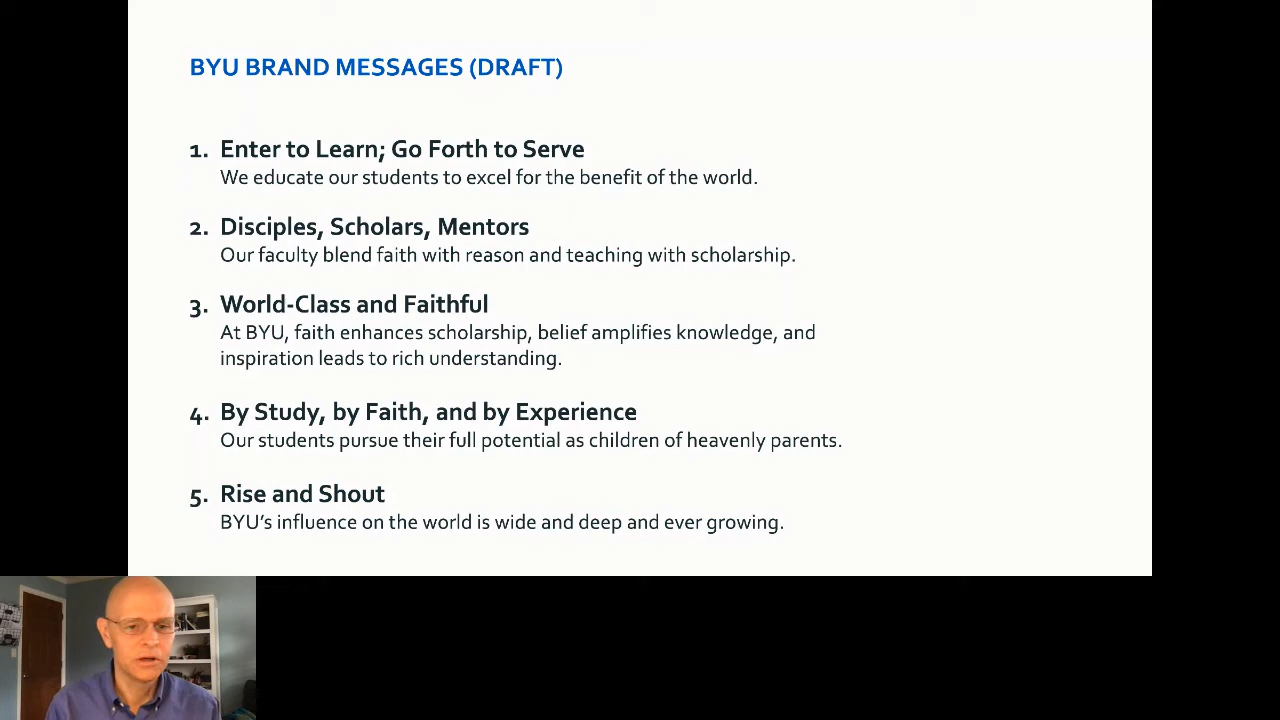 BYU BRAND MESSAGES (DRAFT)
1. Enter to Learn; Go Forth to Serve
We educate our students to excel for the benefit of the world.
2. Disciples, Scholars, Mentors
Our faculty blend faith with reason and teaching with scholarship.
3. World-Class and Faithful
At BYU, faith enhances scholarship, belief amplifies knowledge, and
inspiration leads to rich understanding.
4. By Study, by Faith, and by Experience
Our students pursue their full potential as children of heavenly parents.
5. Rise and Shout
BYU’s influence on the world is wide and deep and ever growing.